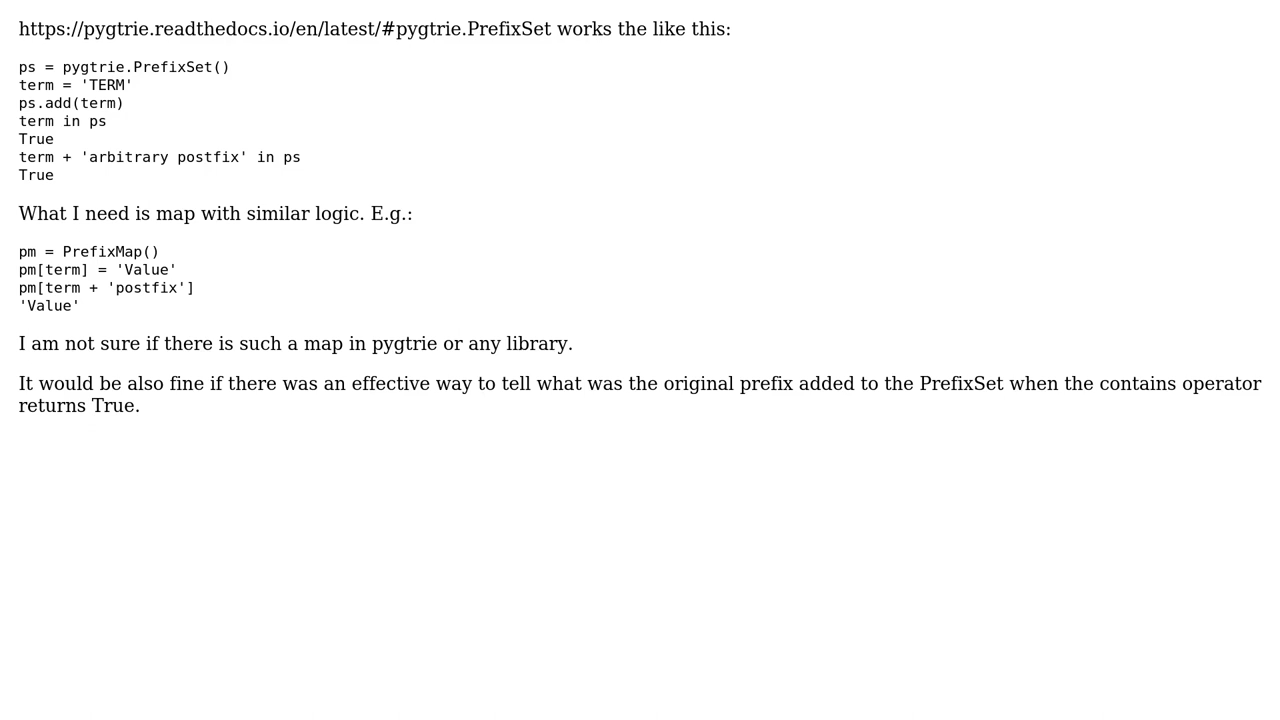 https://pygtrie.readthedocs.io/en/latest/#pygtrie.PrefixSet works the like this:
ps = pygtrie.PrefixSet()
term = 'TERM'
ps.add(term)
term in ps
True
term + 'arbitrary postfix' in ps
True
What I need is map with similar logic. E.g.:
pm = PrefixMap()
pm[term] = 'Value'
pm[term + 'postfix']
'Value'
I am not sure if there is such a map in pygtrie or any library.
It would be also fine if there was an effective way to tell what was the original prefix added to the PrefixSet when the contains operator
returns True.